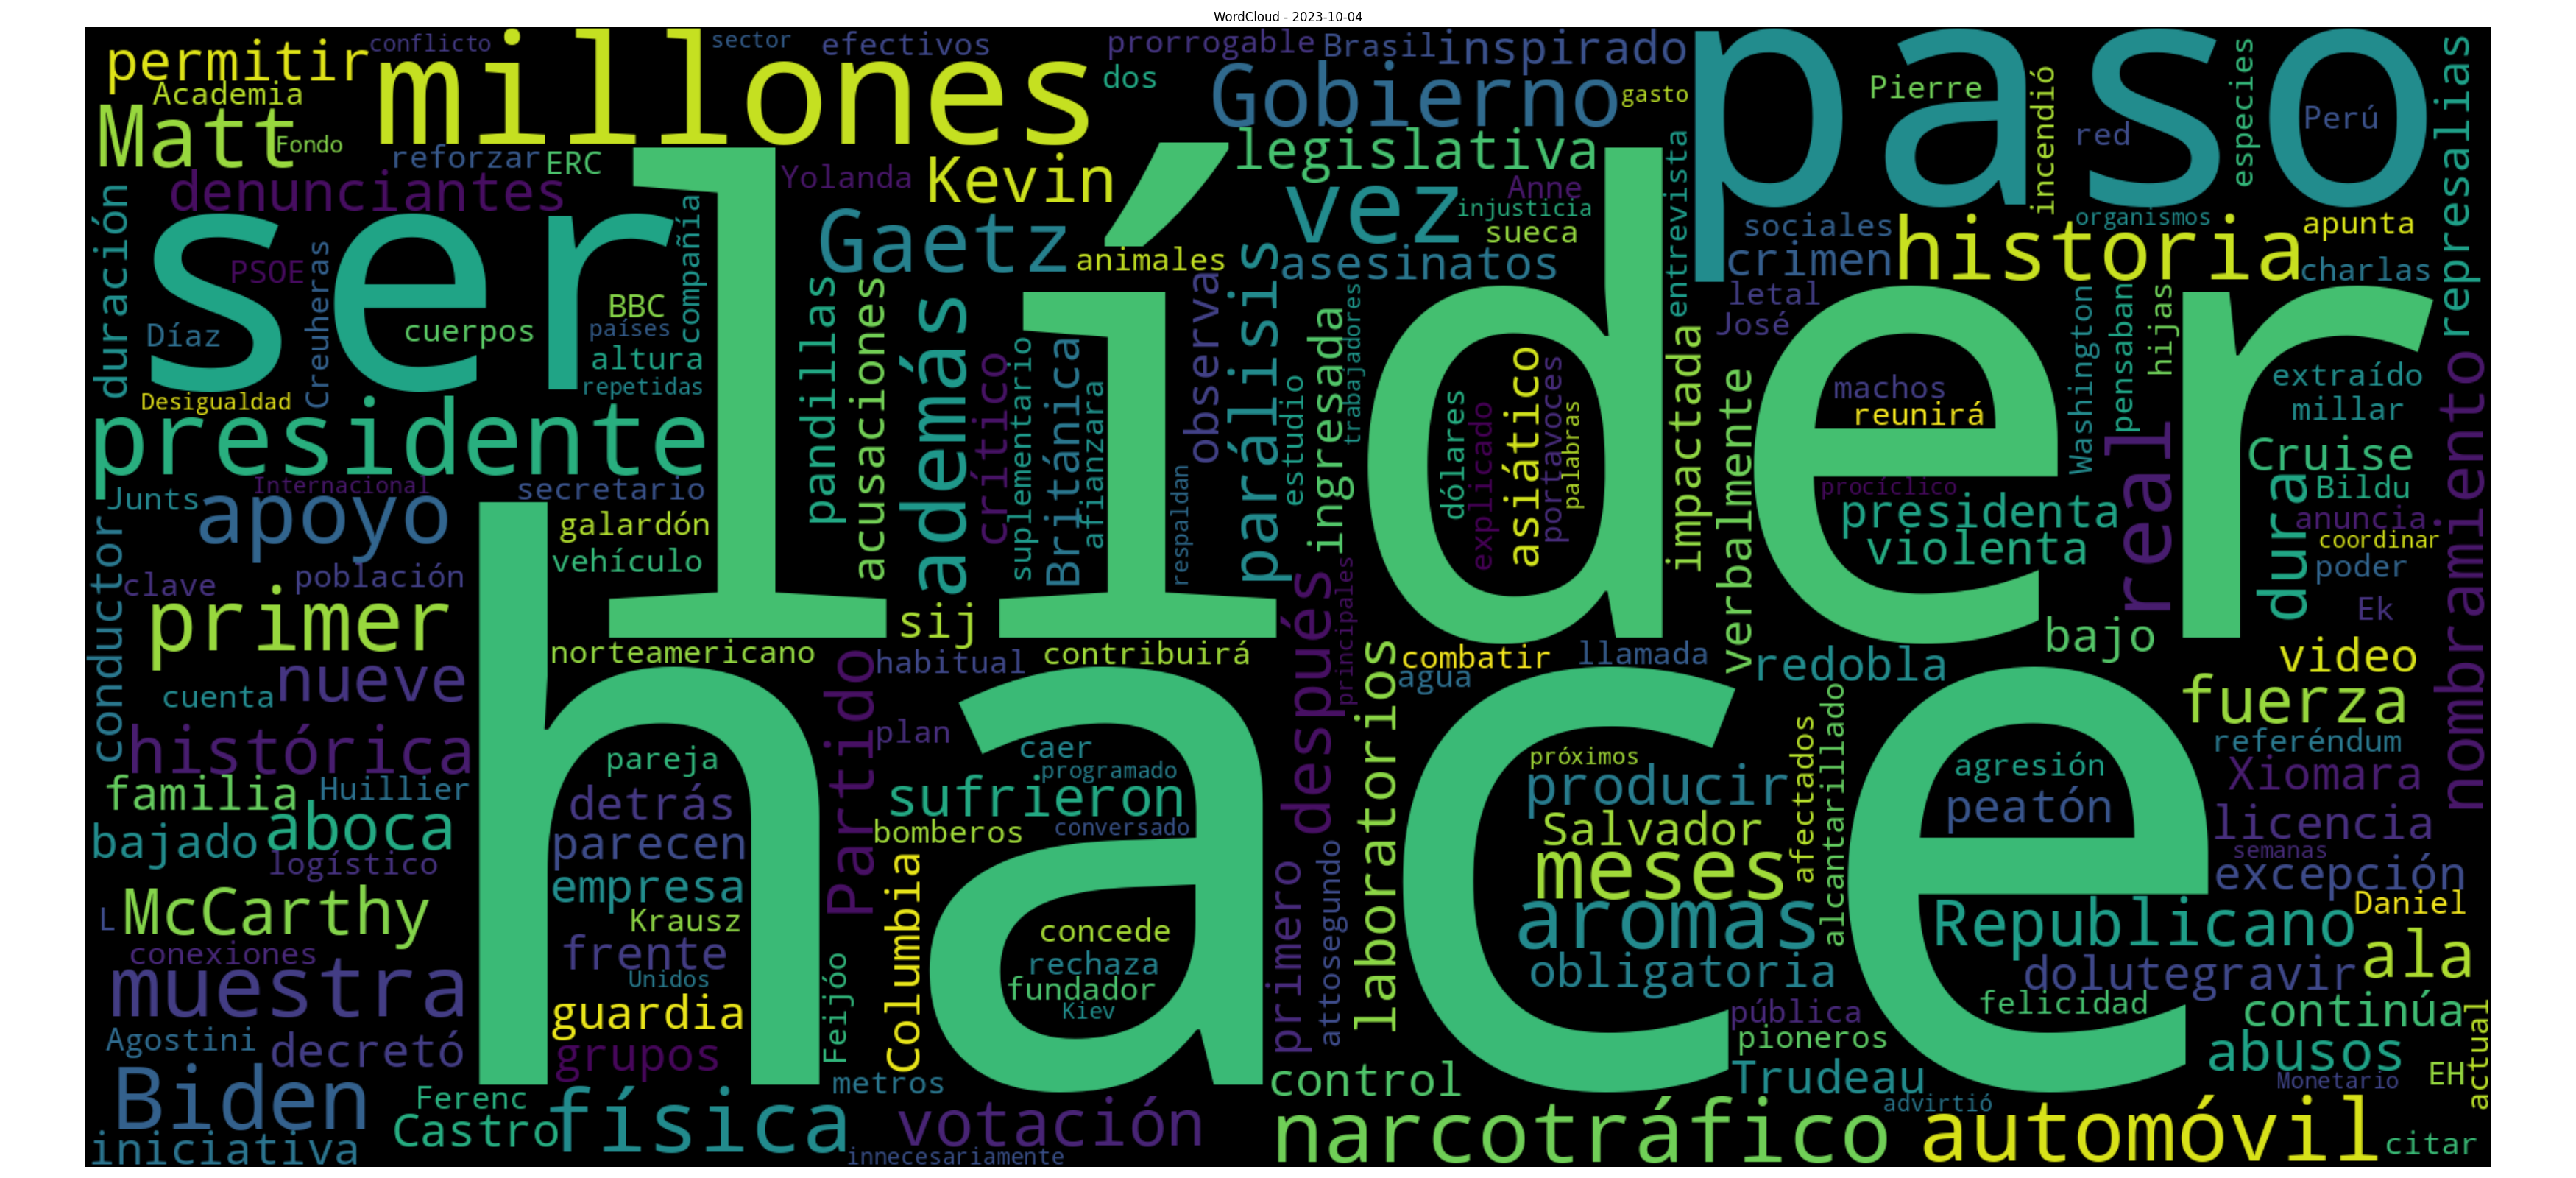 WordCloud - 2023-10-04
permitir
conflicto
millones
sector
efectivos
prorrogable
Brasil
inspirado
paso
Academia
dos
Gobierno
gasto
Pierre
incendió
especies
Perú
represalias
Matt
Fondo
reforzar
ERC
Yolanda
Kevin
legislativa
red
denunciantes
vez
Anne
injusticia
sueca
entrevista
sociales
organismos
historia
apunta
duración
ser
líder
Gaetz
animales
asesinatos
crimen
charlas
PSOE
Creuheras
compañía
BBC
países
Díaz
cuerpos
altura
repetidas
Desigualdad
presidente
pandillas
acusaciones
además
crítico
suplementario
Británica
afianzara
observa
parálisis
estudio
ingresada
trabajadores
dólares
explicado
asiático
portavoces
palabras
impactada
verbalmente
letal
José
machos
reunirá
Washington
pensaban
hijas
real
extraído
millar
Cruise
Bildu
nombramiento
Junts
Internacional
apoyo
secretario
galardón
vehículo
respaldan
procíclico
presidenta
violenta
dura
anuncia
coordinar
poder
Ek
conductor
clave
población
primer
hace
sij
norteamericano
habitual
contribuirá
después
principales
combatir
llamada
agua
redobla
bajo
video
cuenta
nueve
Partido
plan
laboratorios
fuerza
histórica
pareja
caer
programado
próximos
producir
afectados
alcantarillado
agresión
peatón
referéndum
Xiomara
familia
Huillier
detrás
sufrieron
bomberos
conversado
Salvador
licencia
semanas
bajado
aboca
logístico
parecen
empresa
Columbia
primero
attosegundo
meses
aromas
excepción
Daniel
L
McCarthy
conexiones
Krausz
frente
Unidos
concede
rechaza
fundador
Kiev
obligatoria
Republicano
dolutegravir
ala
muestra
guardia
grupos
Feijóo
pública
pioneros
felicidad
continúa
actual
Agostini
decretó
metros
control
Trudeau
abusos
Monetario
EH
Biden
Ferenc
Castro
física
votación
narcotráfico
advirtió
automóvil
citar
iniciativa
innecesariamente